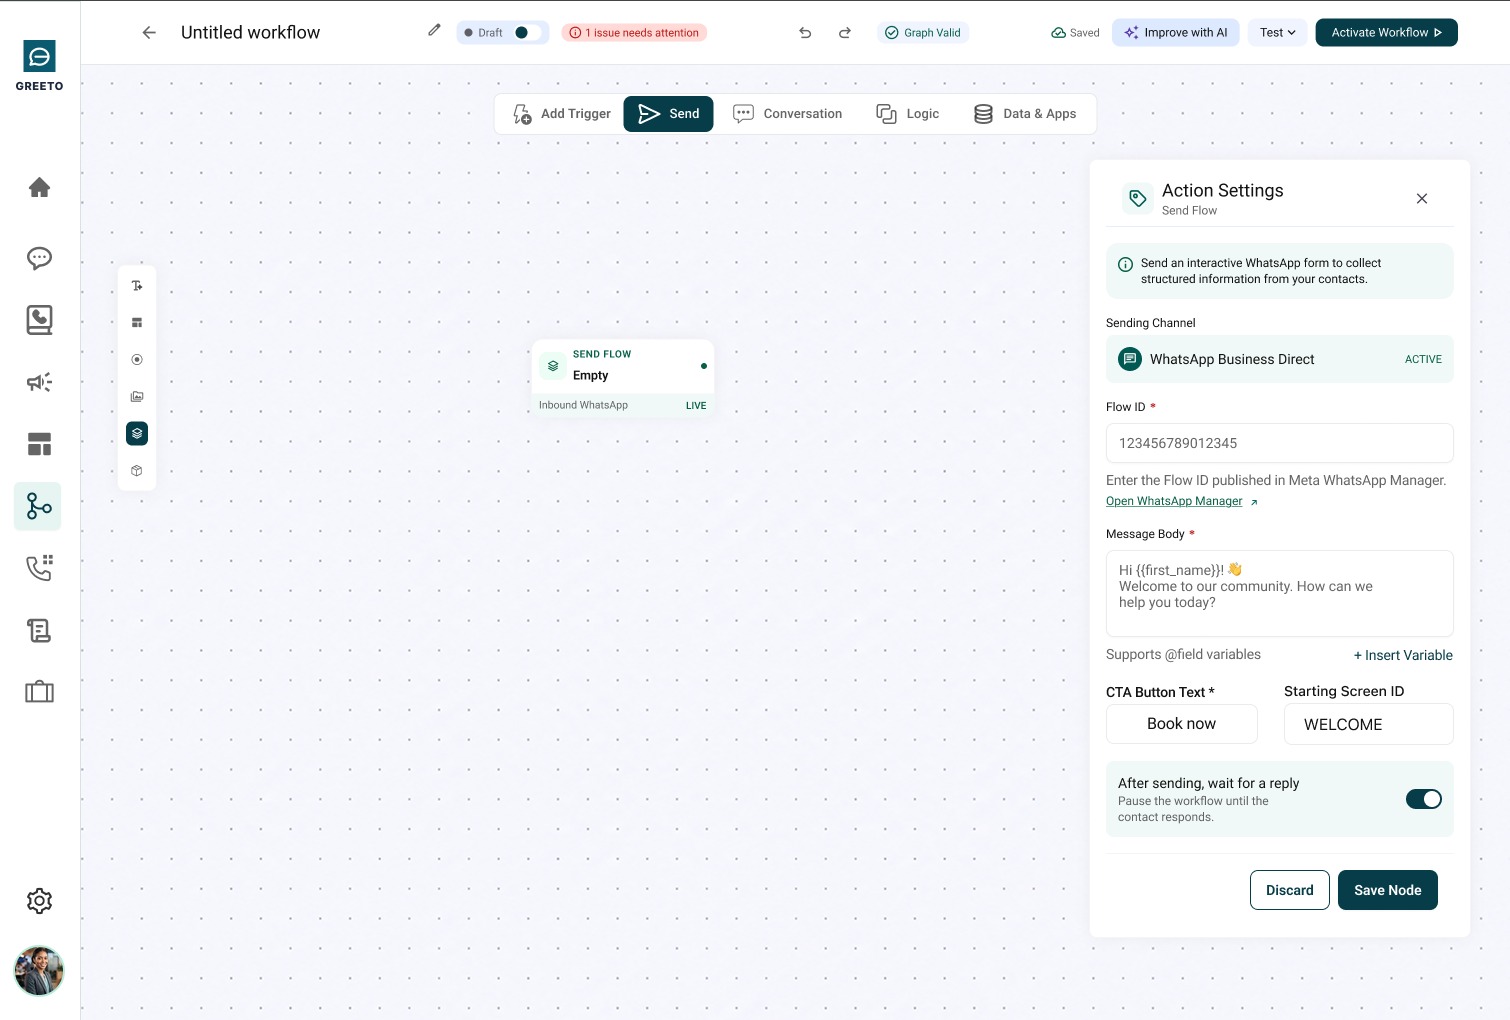 GREETO
Untitled workflow
Draft
1 issue needs attention
Graph Valid
Saved
Improve with AI
Test
Activate Workflow
Add Trigger
Send
Conversation
Logic
Data & Apps
SEND FLOW
Empty
Inbound WhatsApp
LIVE
Action Settings
Send Flow
Send an interactive WhatsApp form to collect
structured information from your contacts.
Sending Channel
WhatsApp Business Direct
ACTIVE
Flow ID *
123456789012345
Enter the Flow ID published in Meta WhatsApp Manager.
Open WhatsApp Manager
Message Body *
Hi {{first_name}}! 👋
Welcome to our community. How can we
help you today?
Supports @field variables
+ Insert Variable
CTA Button Text *
Starting Screen ID
Book now
WELCOME
After sending, wait for a reply
Pause the workflow until the
contact responds.
Discard
Save Node